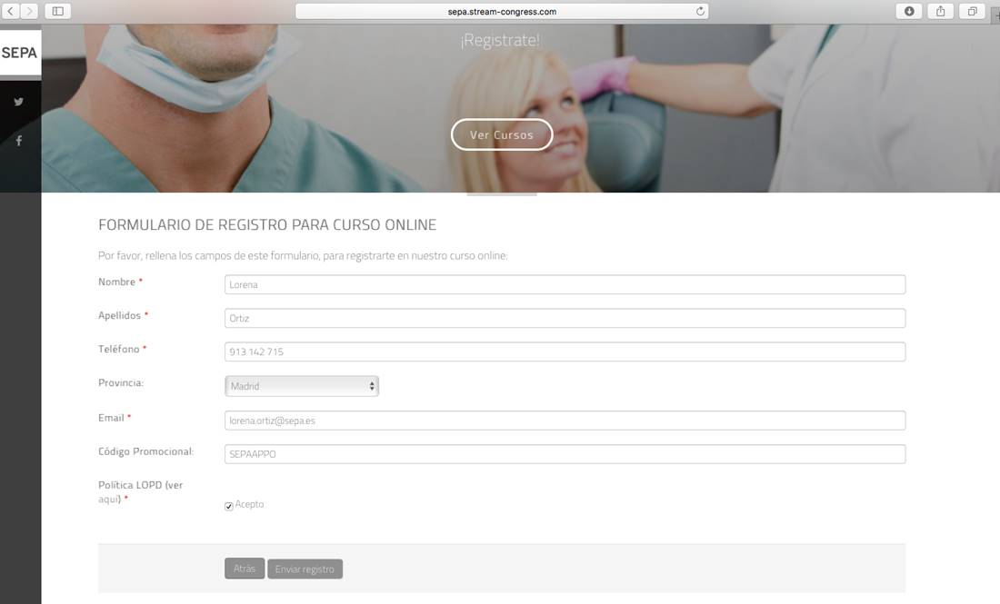 sepa.stream-congress.com
SEPA
¡Registrate!
Ver Cursos
FORMULARIO DE REGISTRO PARA CURSO ONLINE
Por favor, rellena los campos de este formulario, para registrarte en nuestro curso online:
Nombre * Lorena
Apellidos * Ortiz
Teléfono * 913 142 715
Provincia: Madrid
Email * lorena.ortiz@sepa.es
Código Promocional: SEPAAPPO
Política LOPD (ver
aquí) *
Acepto
Atrás Enviar registro